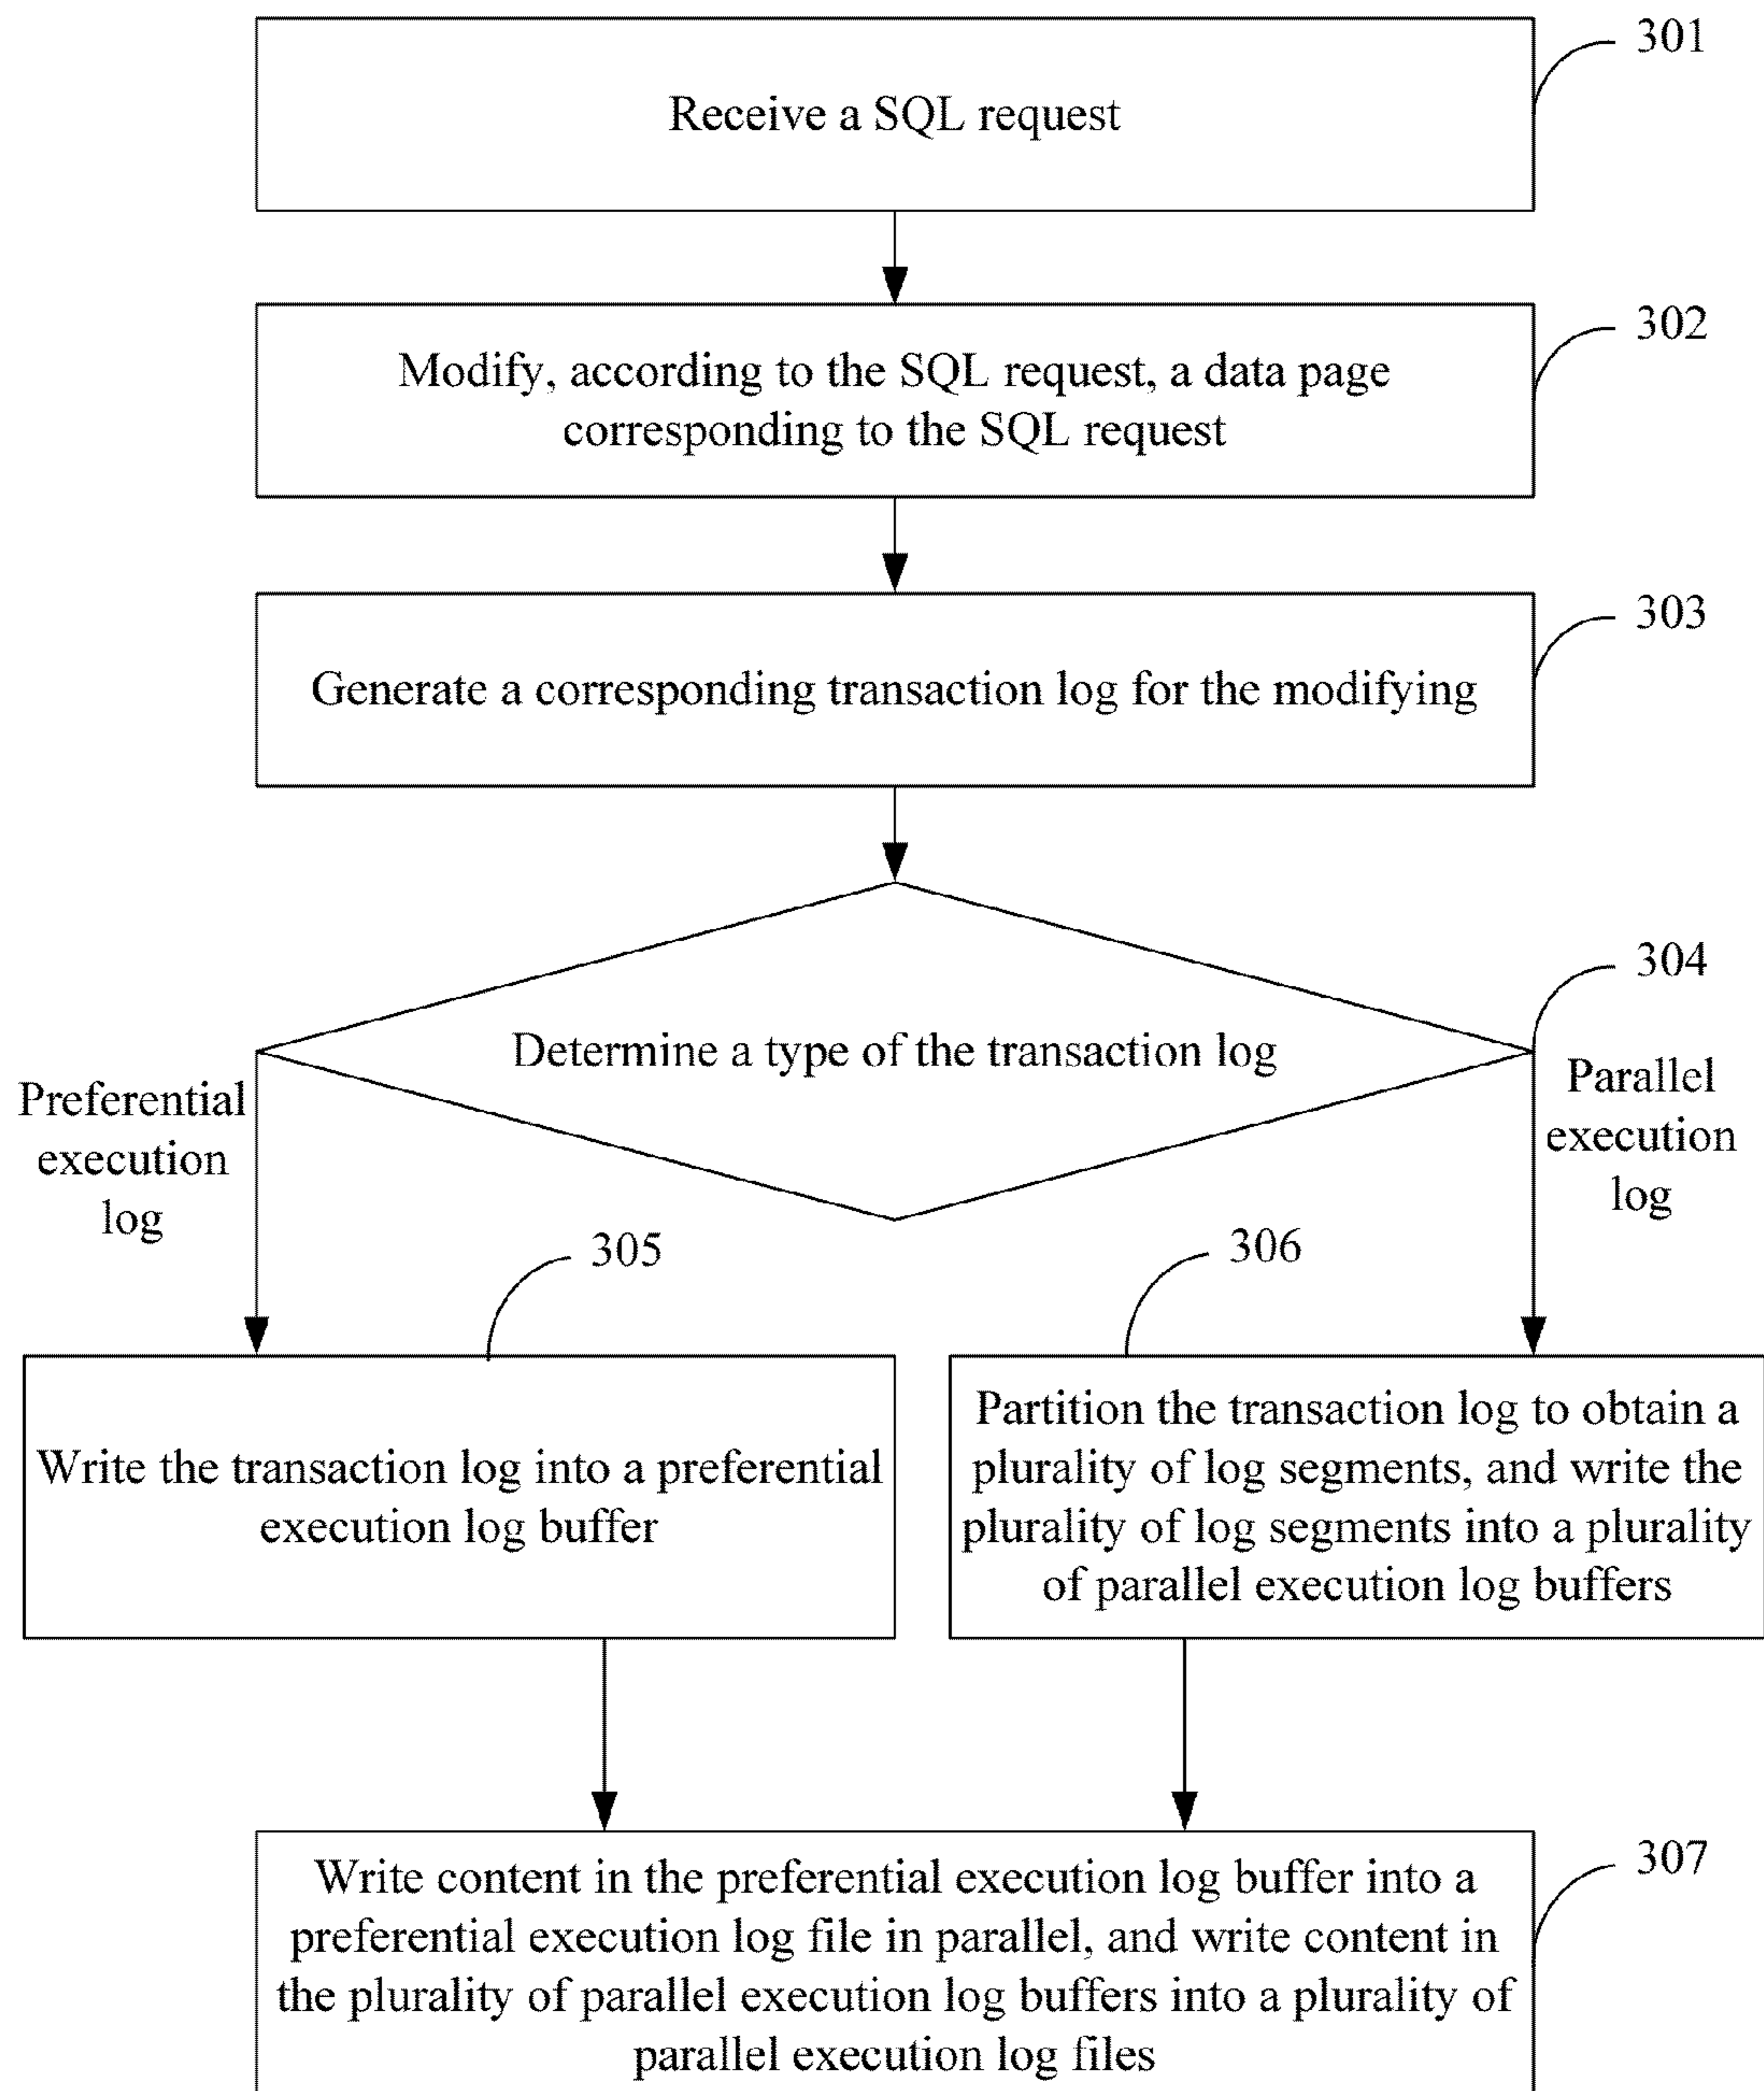 301
Receive a SQL request
302
Modify, according to the SQL request, a data page
corresponding to the SQL request
303
Generate a corresponding transaction log for the modifying
304
Determine a type of the transaction log
Preferential
execution
log
Parallel
execution
log
305
306
Write the transaction log into a preferential
execution log buffer
Partition the transaction log to obtain a
plurality of log segments, and write the
plurality of log segments into a plurality
of parallel execution log buffers
307
Write content in the preferential execution log buffer into a
preferential execution log file in parallel, and write content in
the plurality of parallel execution log buffers into a plurality of
parallel execution log files